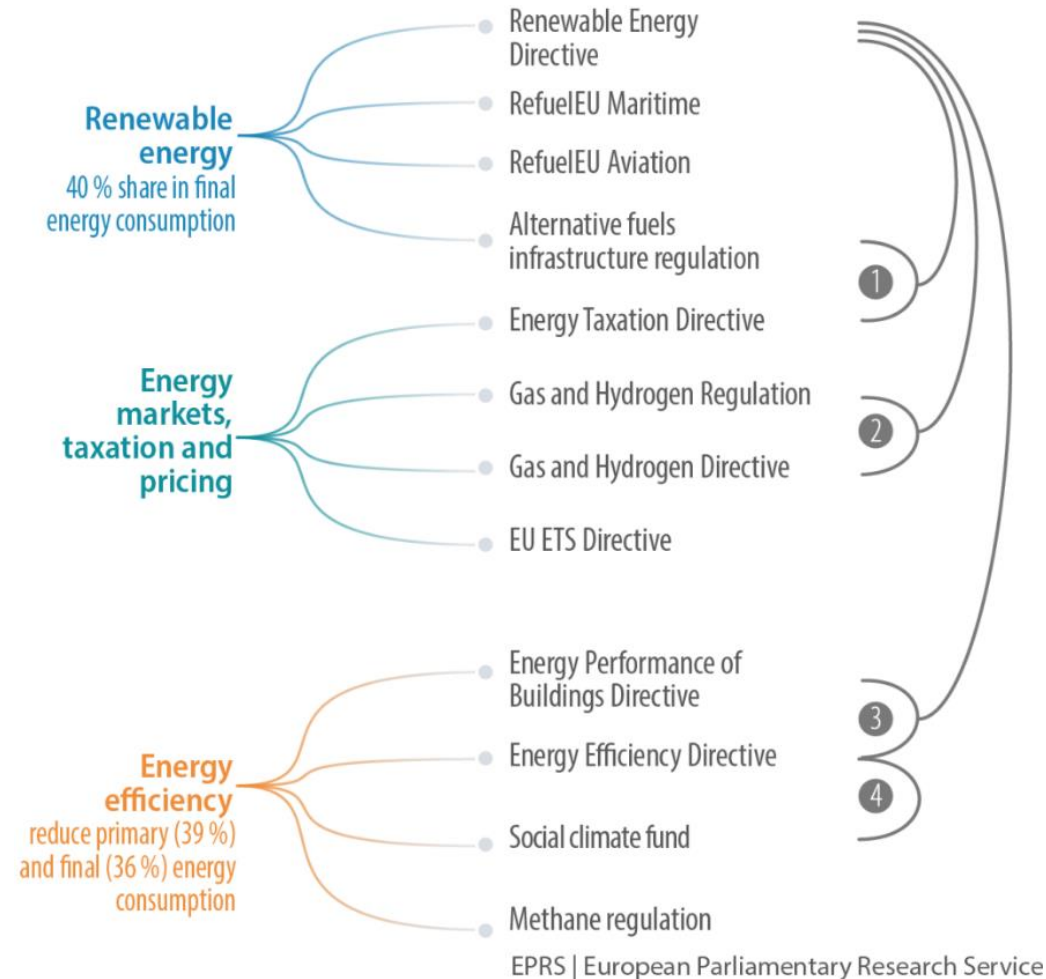 Renewable
energy
40 % share in final
energy consumption
Renewable Energy
Directive
RefuelEU Maritime
RefuelEU Aviation
Alternative fuels
infrastructure regulation
1
Energy
markets,
taxation and
pricing
Energy Taxation Directive
Gas and Hydrogen Regulation
2
Gas and Hydrogen Directive
EU ETS Directive
Energy
efficiency
reduce primary (39 %)
and final (36 %) energy
consumption
Energy Performance of
Buildings Directive
3
Energy Efficiency Directive
4
Social climate fund
Methane regulation
EPRS | European Parliamentary Research Service